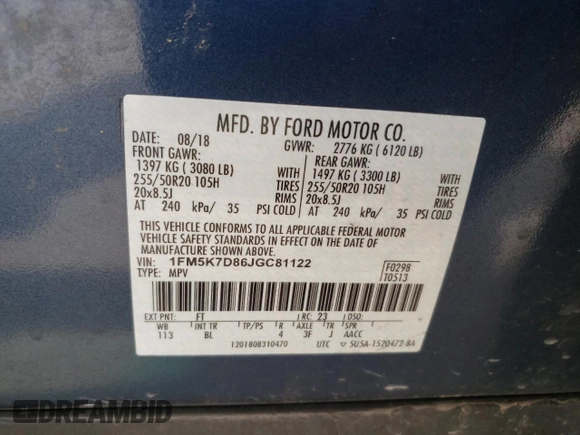 MFD. BY FORD MOTOR CO.
DATE: 08/18 GVWR: 2776 KG ( 6120 LB)
FRONT GAWR: REAR GAWR:
1397 KG ( 3080 LB) WITH 1497 KG ( 3300 LB) WITH
255/50R20 105H TIRES 255/50R20 105H TIRES
20x8.5J RIMS 20x8.5J RIMS
AT 240 kPa/ 35 PSI COLD AT 240 kPa/ 35 PSI COLD
THIS VEHICLE CONFORMS TO ALL APPLICABLE FEDERAL MOTOR
VEHICLE SAFETY STANDARDS IN EFFECT ON THE DATE OF
MANUFACTURE SHOWN ABOVE.
VIN: 1FM5K7D86JGC81122 F0298
TYPE: MPV T0513
EXT PNT: FT RC: 23 DSO:
WB INT TR TP/PS R AXLE TR SPR
113 BL 4 3F J AACC
1201808310470 UTC ▽ 5U5A-1520472-8A
DREAMBID